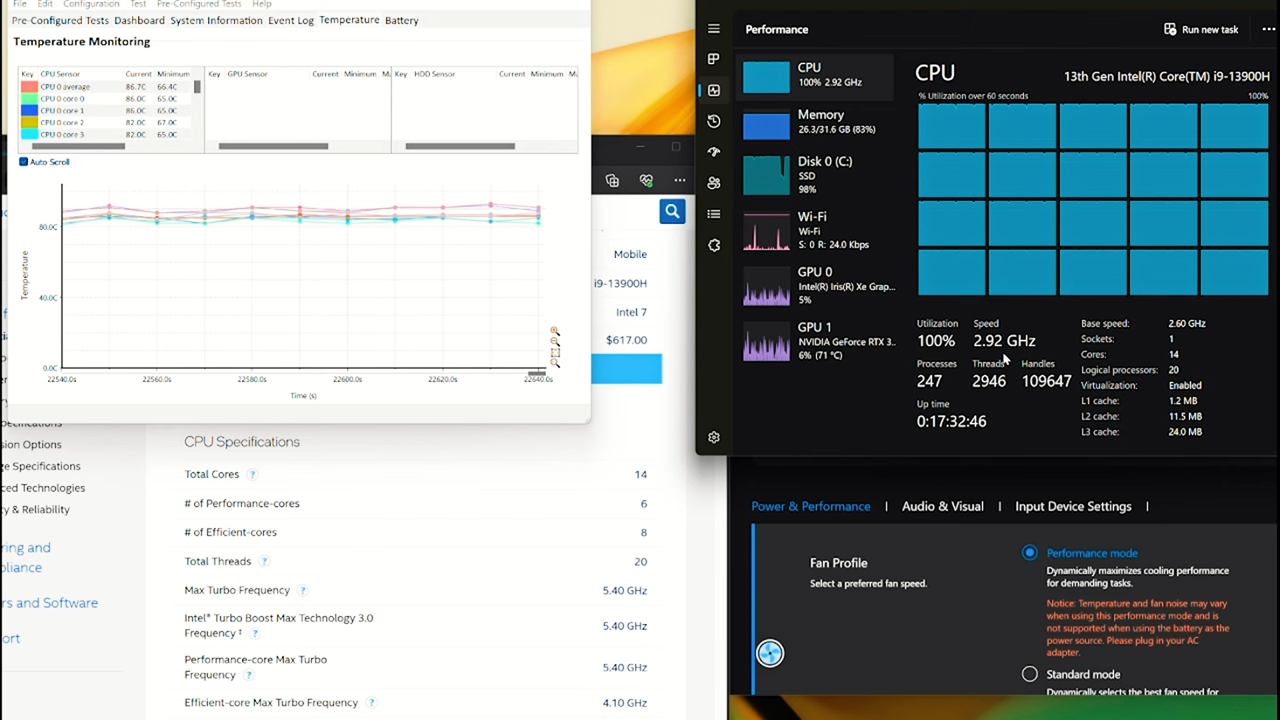 File Edit Configuration Test Pre-Configured Tests Help
Pre-Configured Tests Dashboard System Information Event Log Temperature Battery
Temperature Monitoring
Key CPU Sensor Current Minimum M
CPU 0 average 86.7C 66.4C
CPU 0 core 0 86.0C 65.0C
CPU 0 core 1 86.0C 65.0C
CPU 0 core 2 82.0C 67.0C
CPU 0 core 3 82.0C 65.0C
Key GPU Sensor Current Minimum M
Key HDD Sensor Current Minimum M
Auto Scroll
80.0C
40.0C
0.0C
Temperature
22540.0s 22560.0s 22580.0s 22600.0s 22620.0s 22640.0s
Time (s)
Mobile
i9-13900H
Intel 7
$617.00
CPU Specifications
Total Cores ? 14
# of Performance-cores 6
# of Efficient-cores 8
Total Threads ? 20
Max Turbo Frequency ? 5.40 GHz
Intel® Turbo Boost Max Technology 3.0
Frequency ‡ ? 5.40 GHz
Performance-core Max Turbo
Frequency ? 5.40 GHz
Efficient-core Max Turbo Frequency ? 4.10 GHz
sion Options
ge Specifications
ced Technologies
y & Reliability
ring and
pliance
rs and Software
ort
Performance
Run new task
CPU
100% 2.92 GHz
Memory
26.3/31.6 GB (83%)
Disk 0 (C:)
SSD
98%
Wi-Fi
Wi-Fi
S: 0 R: 24.0 Kbps
GPU 0
Intel(R) Iris(R) Xe Grap...
5%
GPU 1
NVIDIA GeForce RTX 3..
6% (71 °C)
CPU
13th Gen Intel(R) Core(TM) i9-13900H
% Utilization over 60 seconds 100%
Utilization Speed
100% 2.92 GHz
Processes Threads Handles
247 2946 109647
Up time
0:17:32:46
Base speed: 2.60 GHz
Sockets: 1
Cores: 14
Logical processors: 20
Virtualization: Enabled
L1 cache: 1.2 MB
L2 cache: 11.5 MB
L3 cache: 24.0 MB
Power & Performance | Audio & Visual | Input Device Settings |
Fan Profile
Select a preferred fan speed.
Performance mode
Dynamically maximizes cooling performance
for demanding tasks.
Notice: Temperature and fan noise may vary
when using this performance mode and is
not supported when using the battery as the
power source. Please plug in your AC
adapter.
Standard mode
Dynamically selects the best fan speed for